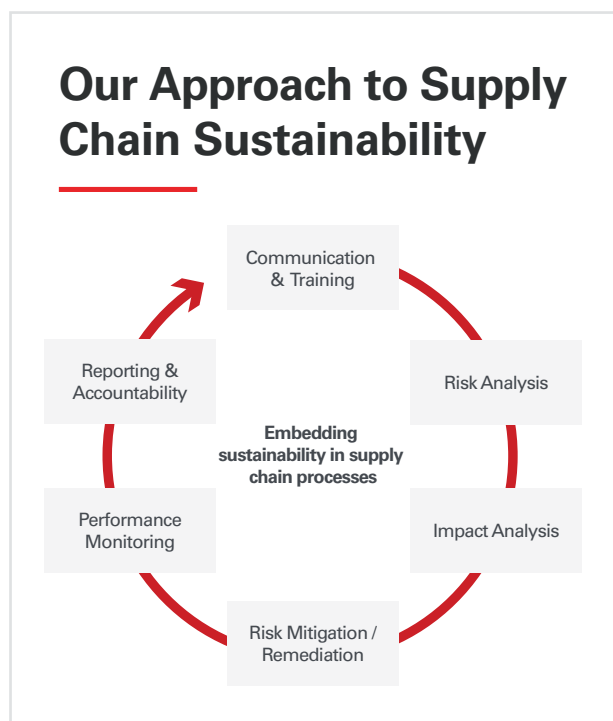 Our Approach to Supply
Chain Sustainability
Communication
& Training
Risk Analysis
Impact Analysis
Risk Mitigation /
Remediation
Performance
Monitoring
Reporting &
Accountability
Embedding
sustainability in supply
chain processes